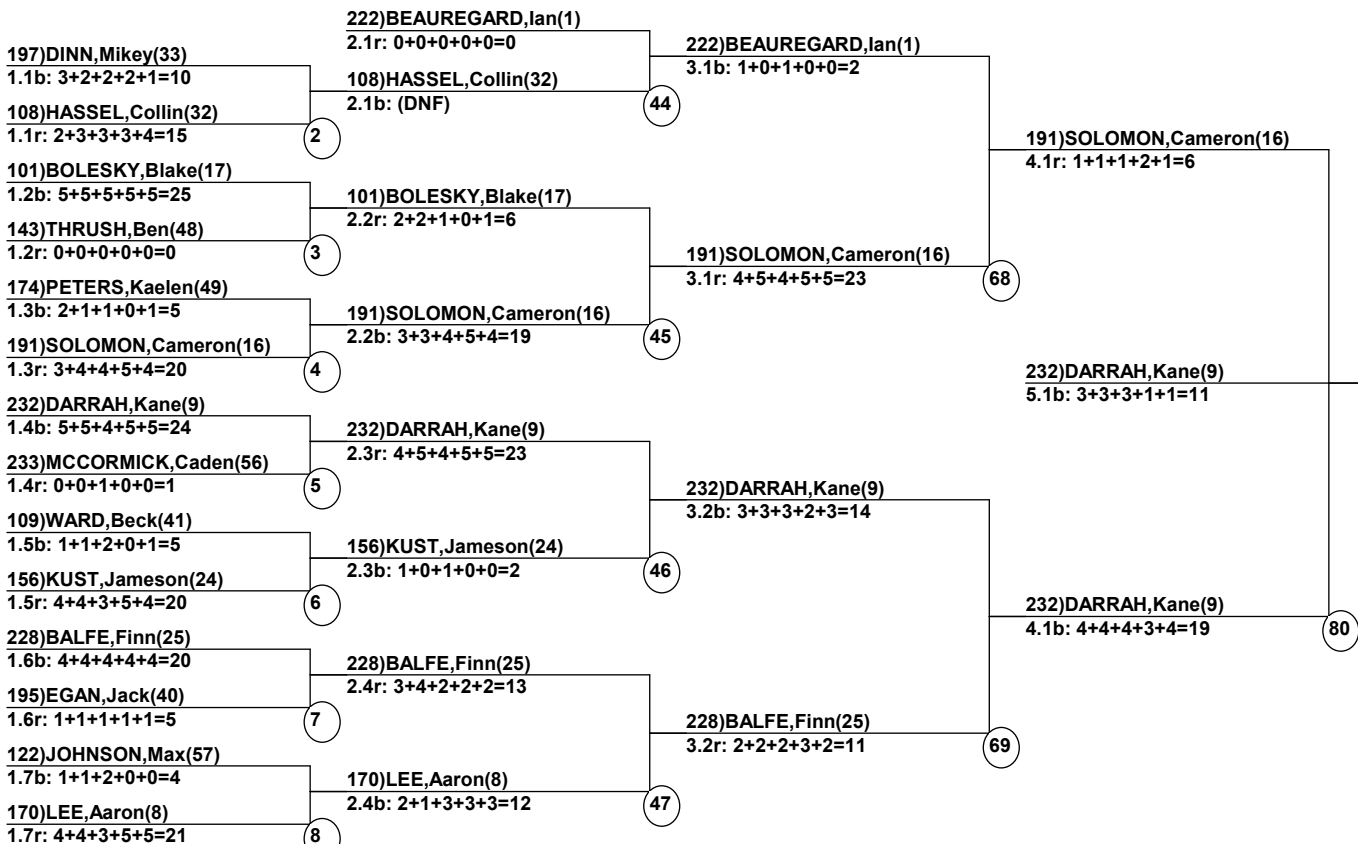 197)DINN,Mikey(33)
1.1b: 3+2+2+2+1=10
108)HASSEL,Collin(32)
1.1r: 2+3+3+3+4=15
2
101)BOLESKY,Blake(17)
1.2b: 5+5+5+5+5=25
143)THRUSH,Ben(48)
1.2r: 0+0+0+0+0=0
3
174)PETERS,Kaelen(49)
1.3b: 2+1+1+0+1=5
191)SOLOMON,Cameron(16)
1.3r: 3+4+4+5+4=20
4
232)DARRAH,Kane(9)
1.4b: 5+5+4+5+5=24
233)MCCORMICK,Caden(56)
1.4r: 0+0+1+0+0=1
5
109)WARD,Beck(41)
1.5b: 1+1+2+0+1=5
156)KUST,Jameson(24)
1.5r: 4+4+3+5+4=20
6
228)BALFE,Finn(25)
1.6b: 4+4+4+4+4=20
195)EGAN,Jack(40)
1.6r: 1+1+1+1+1=5
7
122)JOHNSON,Max(57)
1.7b: 1+1+2+0+0=4
170)LEE,Aaron(8)
1.7r: 4+4+3+5+5=21
8
222)BEAUREGARD,Ian(1)
2.1r: 0+0+0+0+0=0
108)HASSEL,Collin(32)
2.1b: (DNF)
44
101)BOLESKY,Blake(17)
2.2r: 2+2+1+0+1=6
191)SOLOMON,Cameron(16)
2.2b: 3+3+4+5+4=19
45
232)DARRAH,Kane(9)
2.3r: 4+5+4+5+5=23
156)KUST,Jameson(24)
2.3b: 1+0+1+0+0=2
46
228)BALFE,Finn(25)
2.4r: 3+4+2+2+2=13
170)LEE,Aaron(8)
2.4b: 2+1+3+3+3=12
47
222)BEAUREGARD,Ian(1)
3.1b: 1+0+1+0+0=2
191)SOLOMON,Cameron(16)
3.1r: 4+5+4+5+5=23
68
232)DARRAH,Kane(9)
3.2b: 3+3+3+2+3=14
228)BALFE,Finn(25)
3.2r: 2+2+2+3+2=11
69
191)SOLOMON,Cameron(16)
4.1r: 1+1+1+2+1=6
232)DARRAH,Kane(9)
5.1b: 3+3+3+1+1=11
232)DARRAH,Kane(9)
4.1b: 4+4+4+3+4=19
80